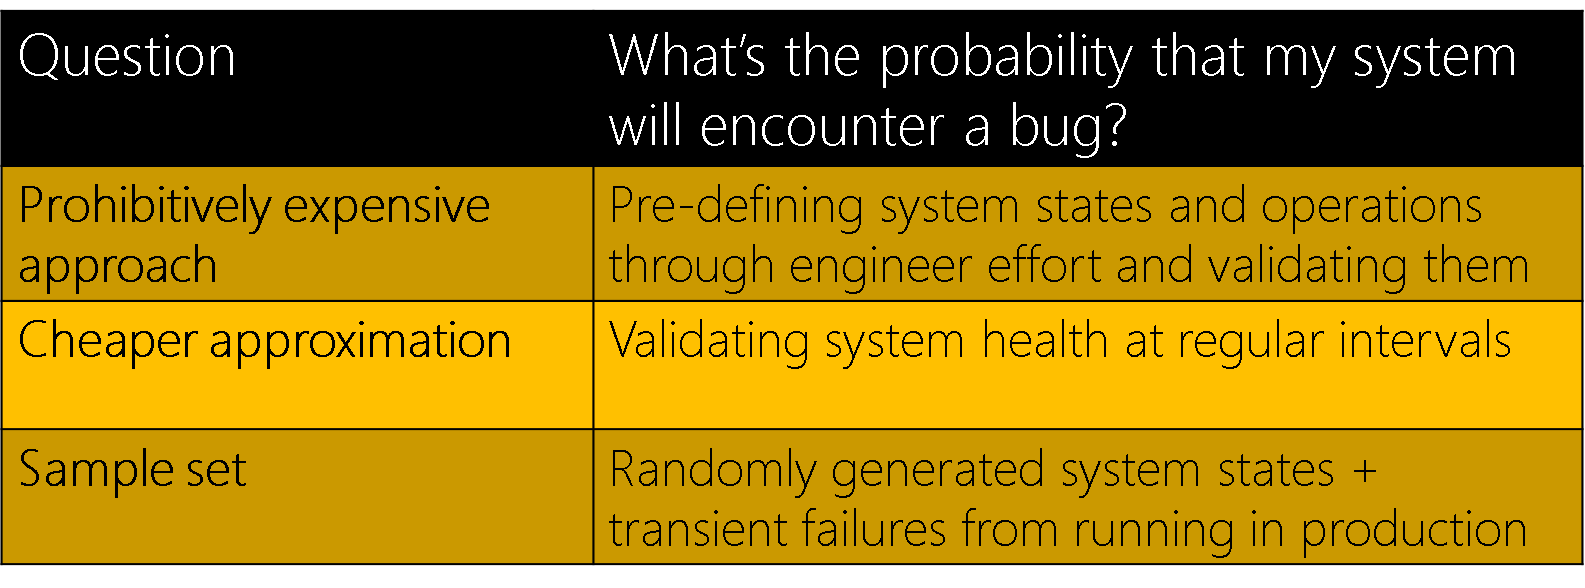 Question
What's the probability that my system
will encounter a bug?
Prohibitively expensive
approach
Pre-defining system states and operations
through engineer effort and validating them
Cheaper approximation
Validating system health at regular intervals
Sample set
Randomly generated system states +
transient failures from running in production